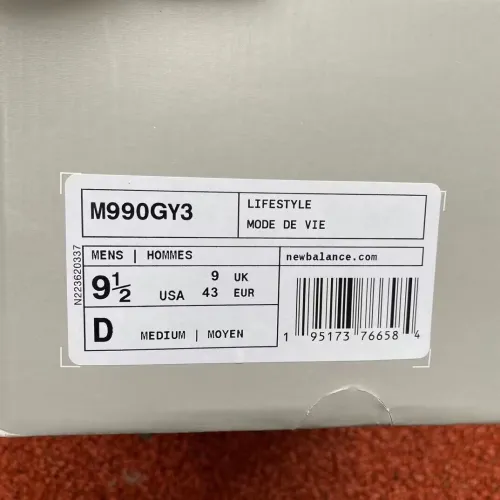 M990GY3
LIFESTYLE
MODE DE VIE
N223620337
MENS | HOMMES
newbalance.com
9½ USA
9 UK
43 EUR
D MEDIUM | MOYEN
1 95173 76658 4